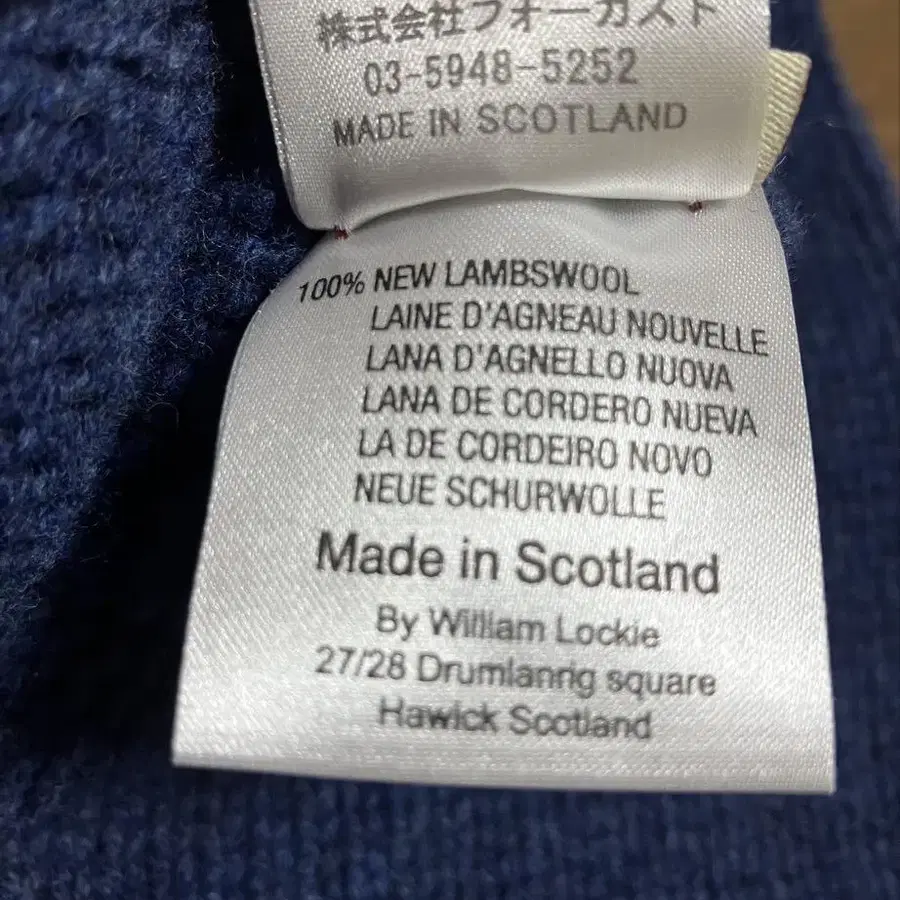 株式会社フォーガスト
03-5948-5252
MADE IN SCOTLAND
100% NEW LAMBSWOOL
LAINE D'AGNEAU NOUVELLE
LANA D'AGNELLO NUOVA
LANA DE CORDERO NUEVA
LA DE CORDEIRO NOVO
NEUE SCHURWOLLE
Made in Scotland
By William Lockie
27/28 Drumlanrig square
Hawick Scotland